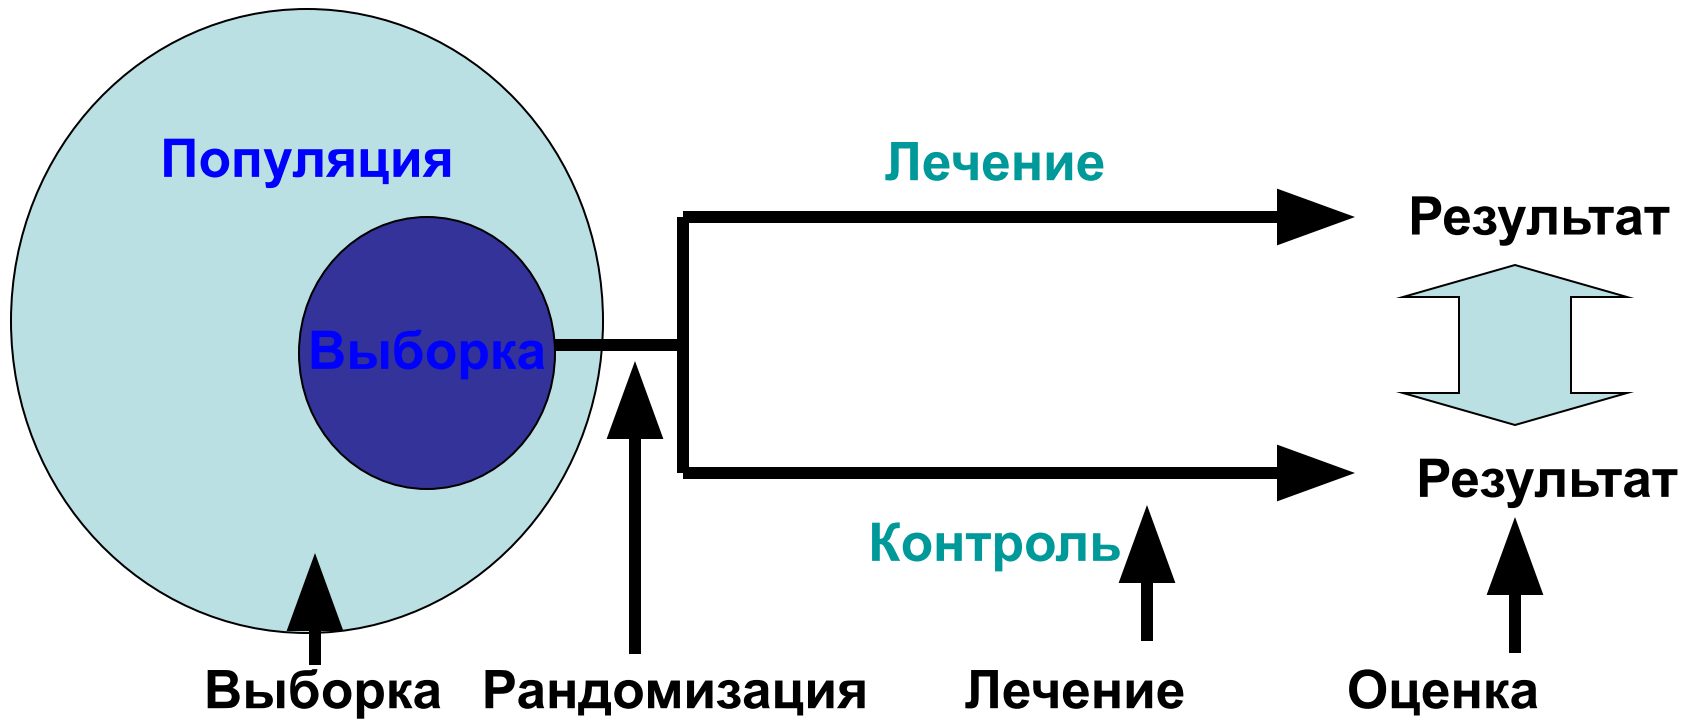 Популяция
Выборка
Лечение
Контроль
Результат
Результат
Выборка
Рандомизация
Лечение
Оценка